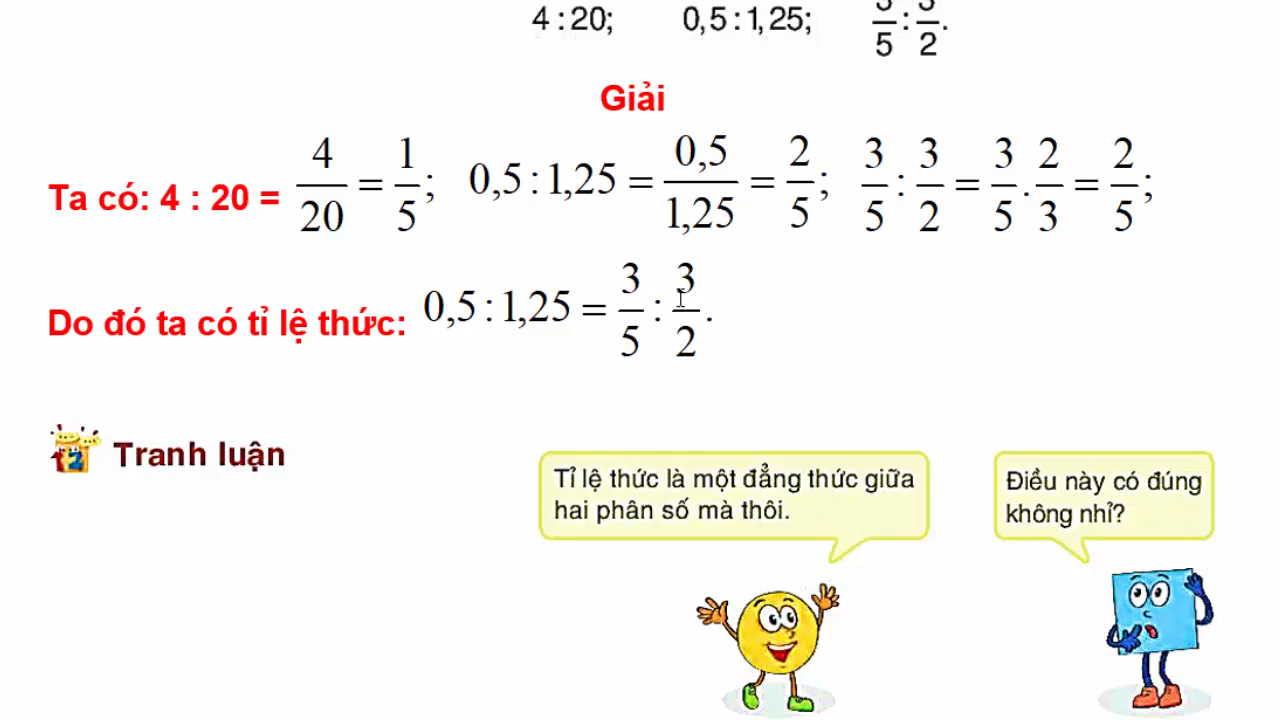 4 : 20; 0,5 : 1,25; 3/5 : 3/2.
Giải
Ta có: 4 : 20 = 4/20 = 1/5; 0,5 : 1,25 = 0,5/1,25 = 2/5; 3/5 : 3/2 = 3/5 . 2/3 = 2/5;
Do đó ta có tỉ lệ thức: 0,5 : 1,25 = 3/5 : 3/2.
Tranh luận
Tỉ lệ thức là một đẳng thức giữa
hai phân số mà thôi.
Điều này có đúng
không nhỉ?